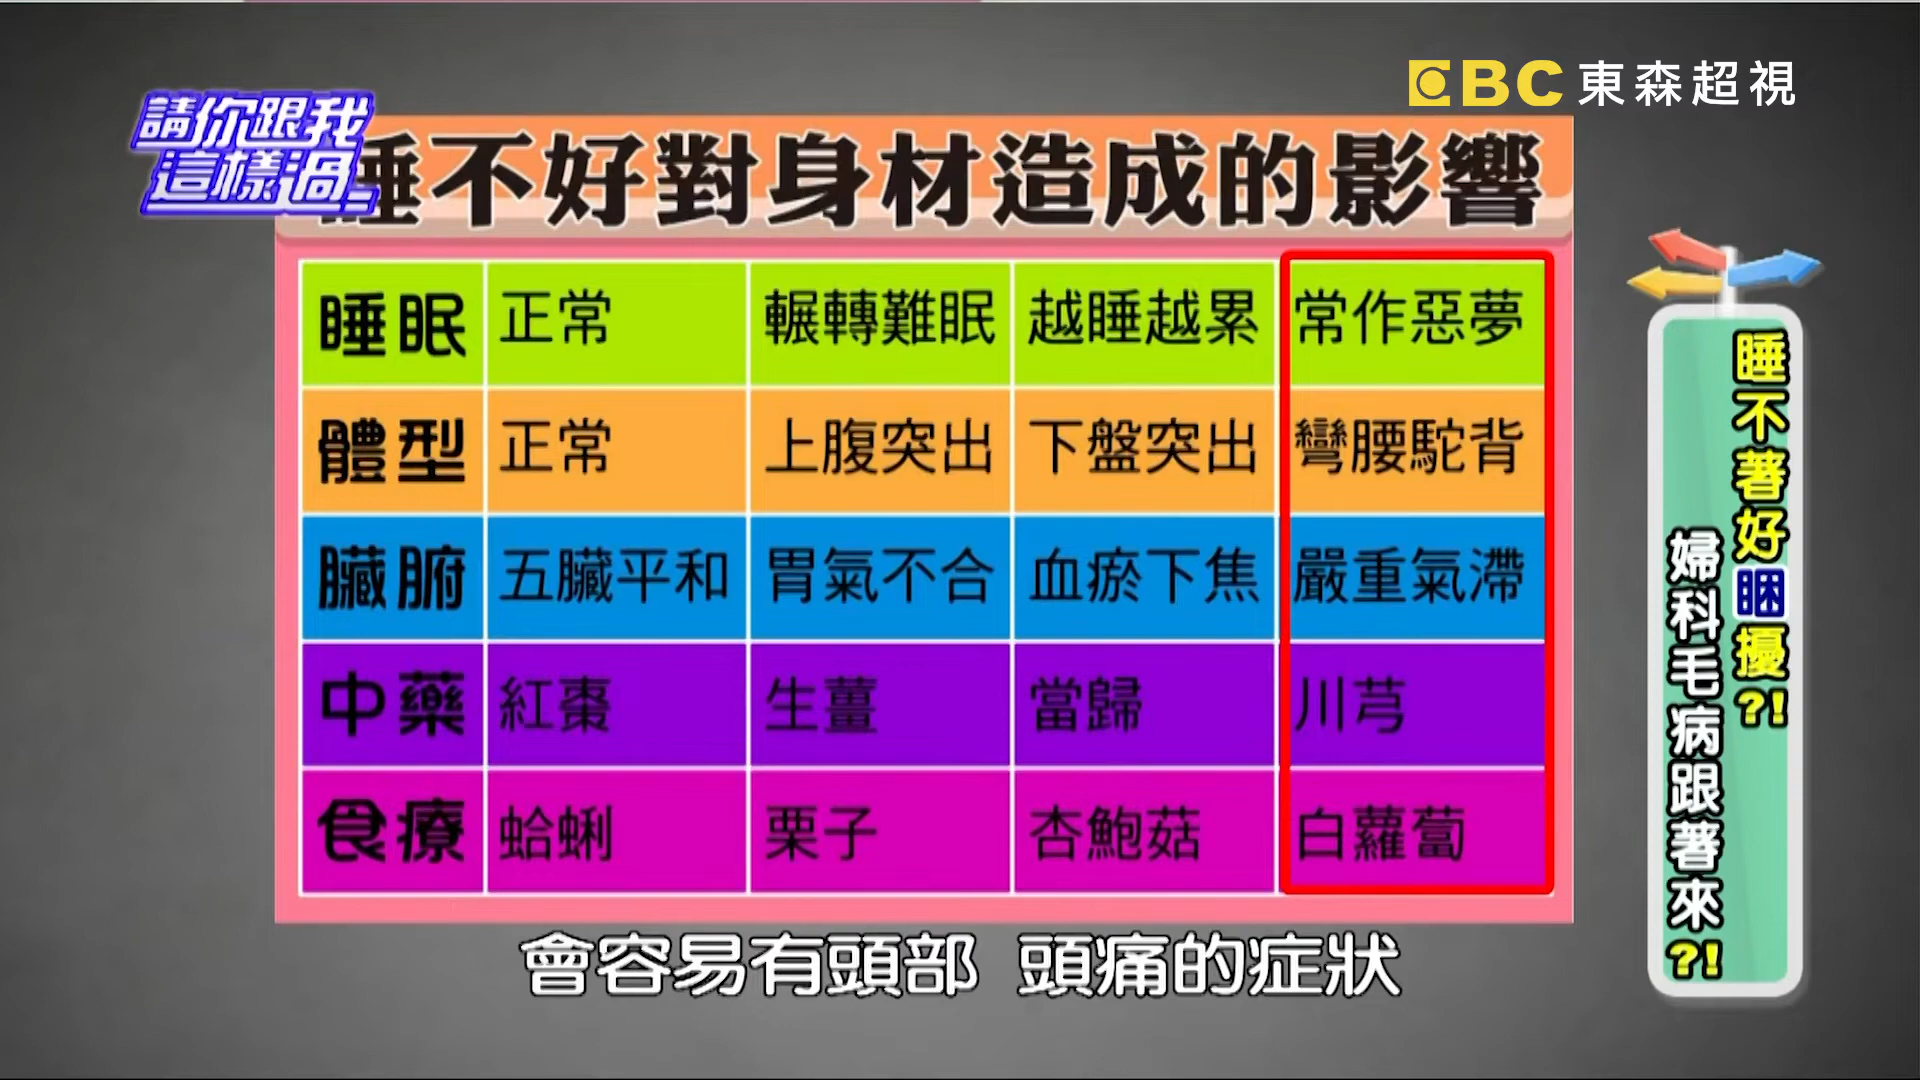 EBC 東森超視
請你跟我
這樣過
睡不好對身材造成的影響
睡眠 正常 輾轉難眠 越睡越累 常作惡夢
體型 正常 上腹突出 下盤突出 彎腰駝背
臟腑 五臟平和 胃氣不合 血瘀下焦 嚴重氣滯
中藥 紅棗 生薑 當歸 川芎
食療 蛤蜊 栗子 杏鮑菇 白蘿蔔
睡不著好睏擾?!
婦科毛病跟著來?!
會容易有頭部 頭痛的症狀